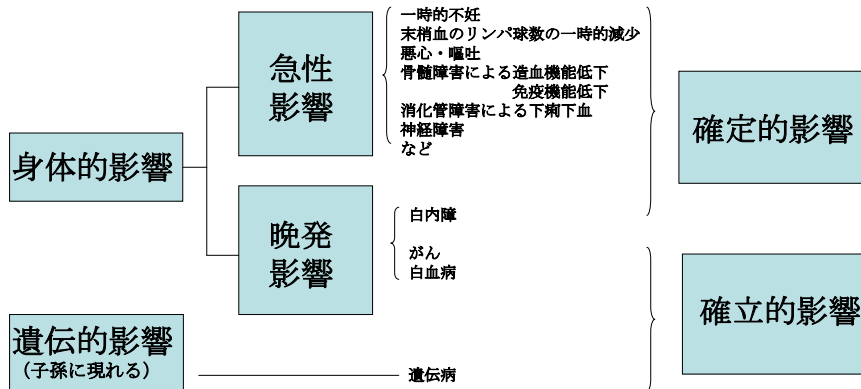 身体的影響
急性
影響
一時的不妊
末梢血のリンパ球数の一時的減少
悪心・嘔吐
骨髄障害による造血機能低下
免疫機能低下
消化管障害による下痢下血
神経障害
など
確定的影響
晩発
影響
白内障
がん
白血病
確立的影響
遺伝的影響
(子孫に現れる)
遺伝病